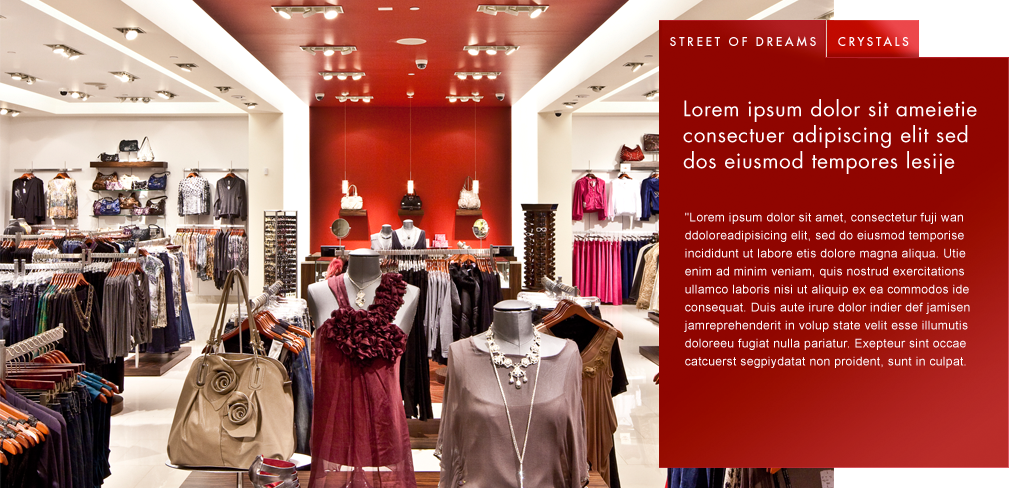 STREET OF DREAMS CRYSTALS
Lorem ipsum dolor sit ameietie
consectuer adipiscing elit sed
dos eiusmod tempores lesije
"Lorem ipsum dolor sit amet, consectetur fuji wan
ddoloreadipisicing elit, sed do eiusmod temporise
incididunt ut labore etis dolore magna aliqua. Utie
enim ad minim veniam, quis nostrud exercitations
ullamco laboris nisi ut aliquip ex ea commodos ide
consequat. Duis aute irure dolor indier def jamisen
jamreprehenderit in volup state velit esse illumutis
doloreeu fugiat nulla pariatur. Exepteur sint occae
catcuerst segpiydatat non proident, sunt in culpat.